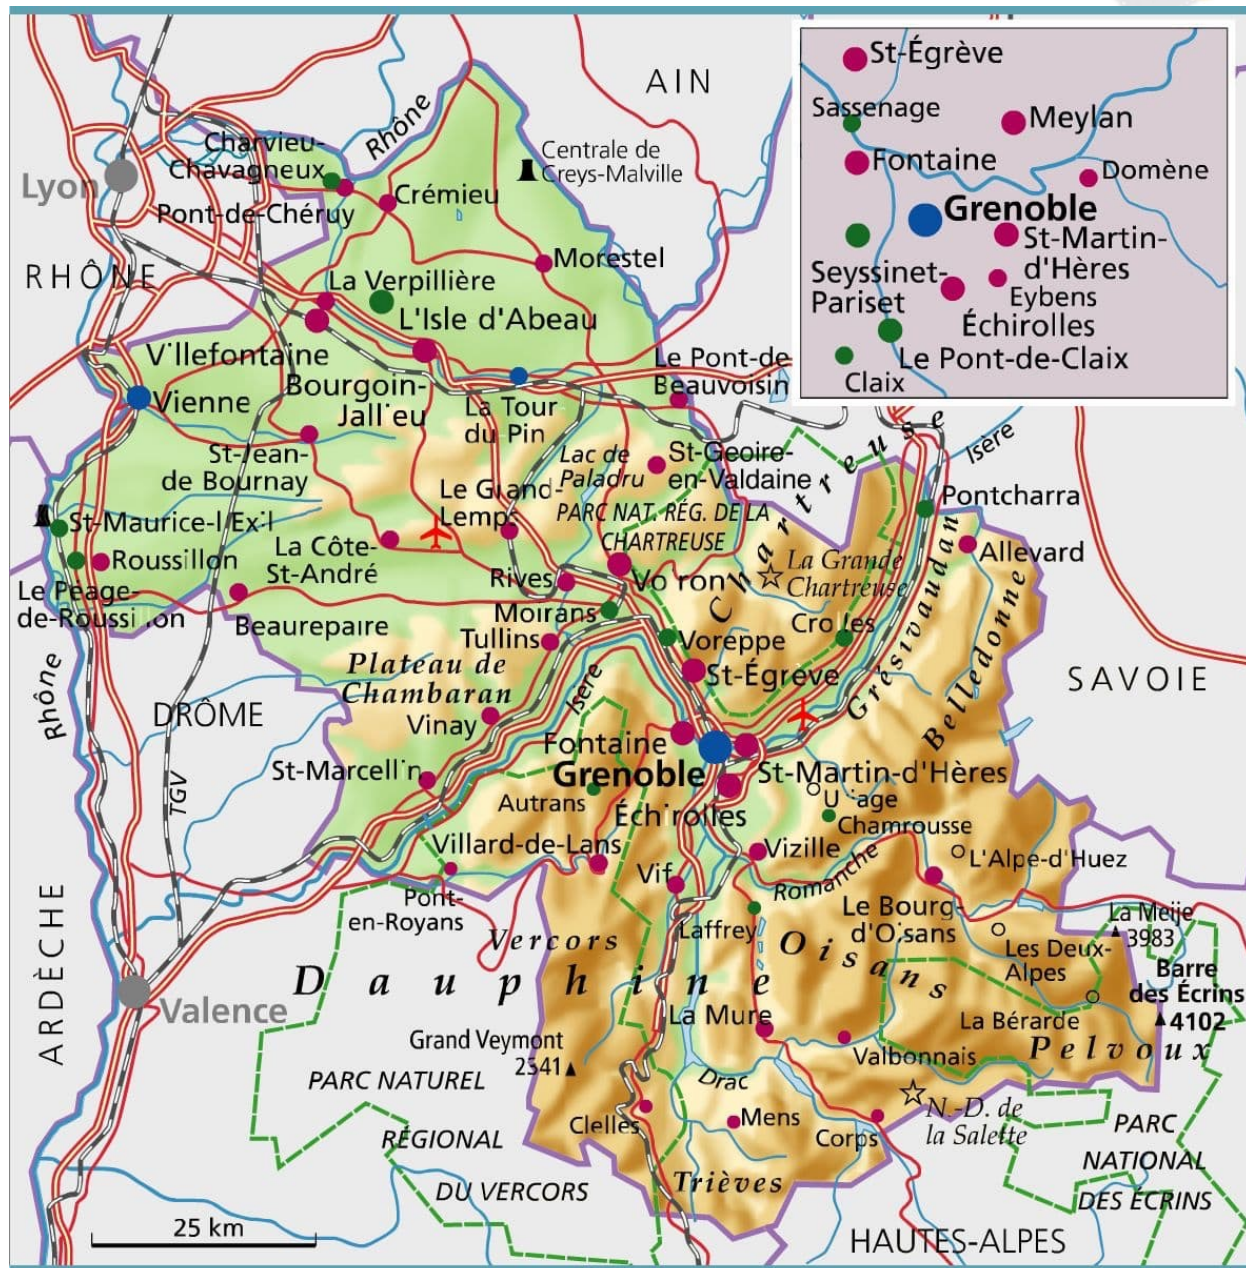 AIN
St-Égrève
Sassenage
Meylan
Fontaine
Domène
Grenoble
St-Martin-
d'Hères
Seyssinet-
Pariset
Eybens
Échirolles
Le Pont-de-Claix
Claix
Rhône
Charvieu-
Chavagneux
Centrale de
Creys-Malville
Lyon
Crémieu
Pont-de-Chéruy
RHÔNE
Morestel
La Verpillière
L'Isle d'Abeau
Villefontaine
Le Pont-de-
Beauvoisin
Bourgoin-
Jallieu
Vienne
La Tour
du Pin
Chartreuse
Isère
St-Jean-
de Bournay
Lac de
Paladru
St-Geoire-
en-Valdaine
Le Grand-
Lemps
Pontcharra
St-Maurice-l'Exil
PARC NAT. RÉG. DE LA
CHARTREUSE
Roussillon
La Côte-
St-André
La Grande
Chartreuse
Allevard
Le Péage-
de-Roussillon
Rives
Voiron
Moirans
Beaurepaire
Tullins
Voreppe
Crolles
Grésivaudan
Belledonne
Plateau de
Chambaran
St-Égrève
SAVOIE
Rhône
DRÔME
Isère
Vinay
Fontaine
St-Marcellin
Grenoble
St-Martin-d'Hères
TGV
Autrans
Échirolles
Uriage
Chamrousse
Villard-de-Lans
Vizille
L'Alpe-d'Huez
Vif
Romanche
ARDÈCHE
Pont-
en-Royans
Laffrey
Le Bourg-
d'Oisans
La Meije
3983
Vercors
Oisans
Les Deux-
Alpes
Barre
des Écrins
4102
Dauphiné
Valence
La Mure
La Bérarde
Grand Veymont
2341
Valbonnais
Pelvoux
PARC NATUREL
RÉGIONAL
DU VERCORS
Drac
Clelles
Mens
Corps
N.-D. de
la Salette
PARC
NATIONAL
DES ÉCRINS
Trièves
25 km
HAUTES-ALPES